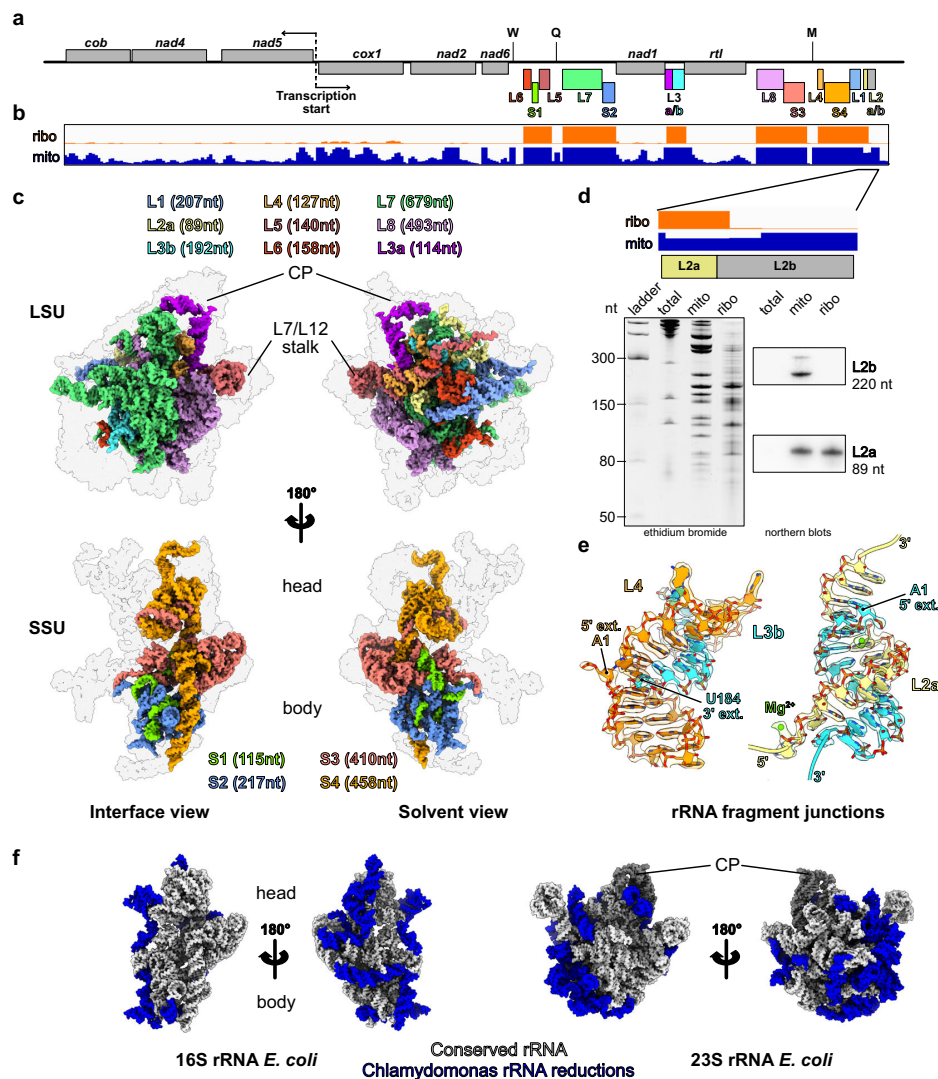 a
cob nad4 nad5 cox1 nad2 nad6 W Q nad1 rtl M
Transcription start
L6 S1 L5 L7 S2 L3 a/b L8 S3 L4 S4 L1 L2 a/b
b
ribo
mito
c
L1 (207nt) L4 (127nt) L7 (679nt)
L2a (89nt) L5 (140nt) L8 (493nt)
L3b (192nt) L6 (158nt) L3a (114nt)
CP
LSU
L7/L12
stalk
180°
head
SSU
body
S1 (115nt) S3 (410nt)
S2 (217nt) S4 (458nt)
Interface view Solvent view
d
ribo
mito
L2a L2b
nt ladder total mito ribo total mito ribo
300
150
80
50
L2b
220 nt
L2a
89 nt
ethidium bromide northern blots
e
L4
5' ext.
A1
L3b
U184
3' ext.
3'
A1
5' ext.
L2a
Mg²⁺
5'
3'
rRNA fragment junctions
f
CP
head
180° 180°
body
16S rRNA E. coli 23S rRNA E. coli
Conserved rRNA
Chlamydomonas rRNA reductions